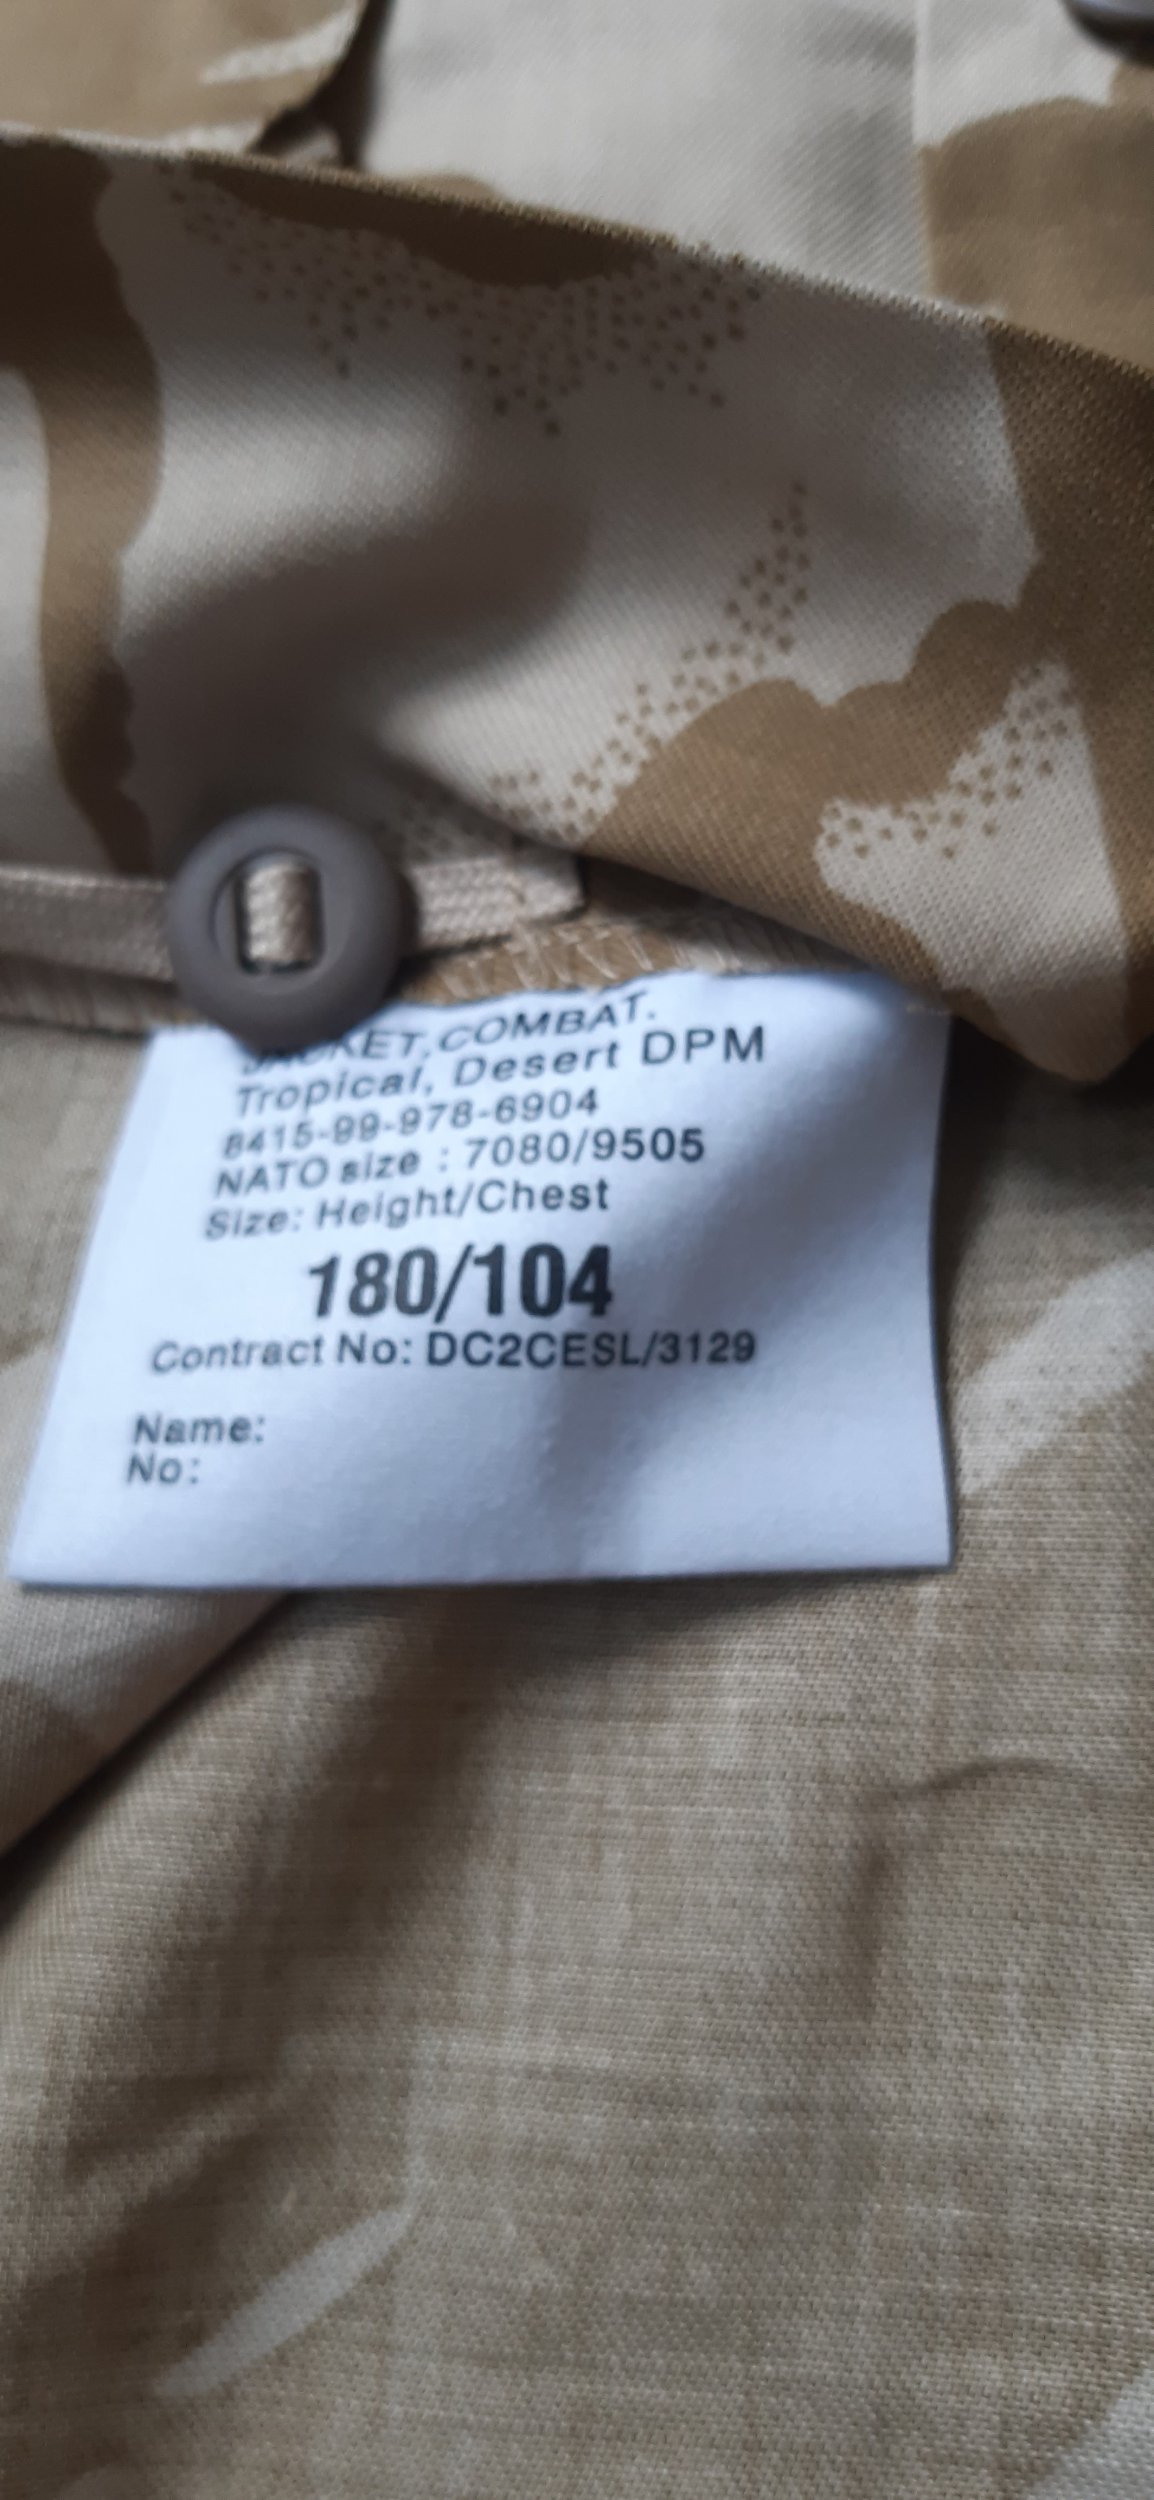 JACKET, COMBAT.
Tropical, Desert DPM
8415-99-978-6904
NATO size : 7080/9505
Size: Height/Chest
180/104
Contract No: DC2CESL/3129
Name:
No: